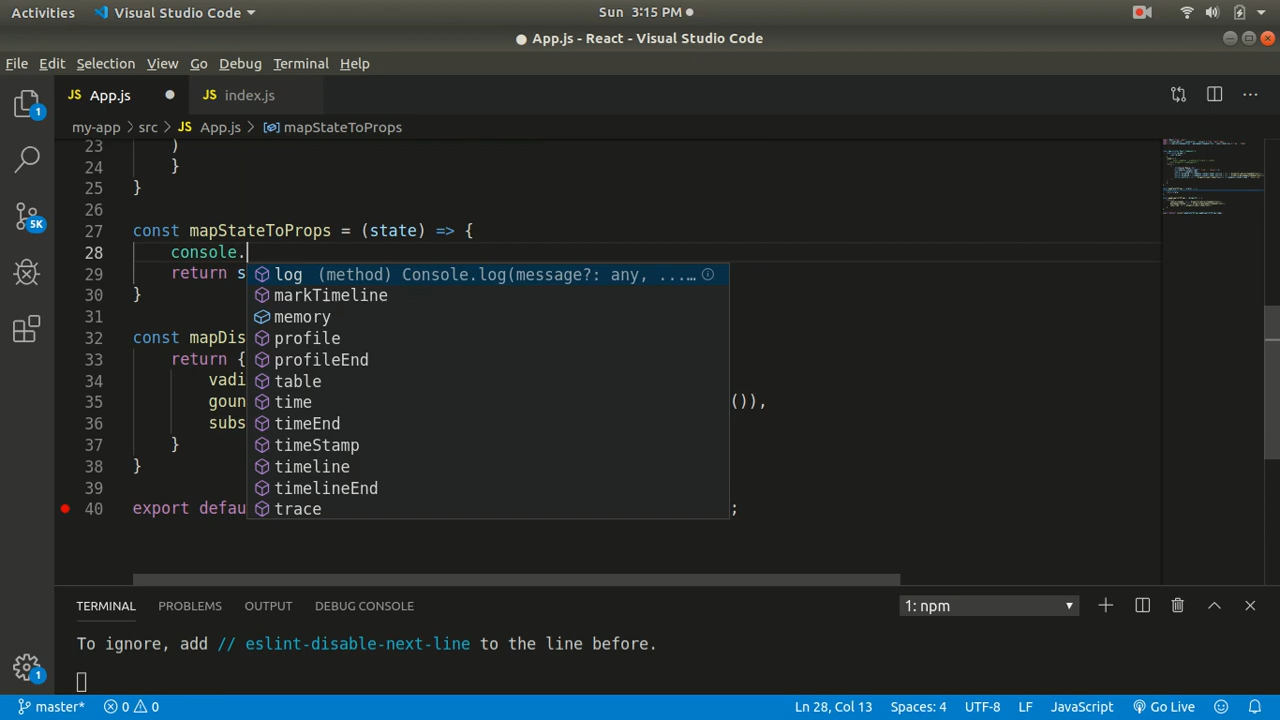 Activities Visual Studio Code Sun 3:15 PM
● App.js - React - Visual Studio Code
File Edit Selection View Go Debug Terminal Help
1
JS App.js ● JS index.js
my-app > src > JS App.js > mapStateToProps
23 )
24 }
25 }
26
27 const mapStateToProps = (state) => {
28 console.
29 return s
30 }
31
32 const mapDis
33 return {
34 vadi
35 goun ()),
36 subs
37 }
38 }
39
40 export defau ;
log (method) Console.log(message?: any, ...…
markTimeline
memory
profile
profileEnd
table
time
timeEnd
timeStamp
timeline
timelineEnd
trace
5K
TERMINAL PROBLEMS OUTPUT DEBUG CONSOLE 1: npm
To ignore, add // eslint-disable-next-line to the line before.
1
master* 0 0 Ln 28, Col 13 Spaces: 4 UTF-8 LF JavaScript Go Live